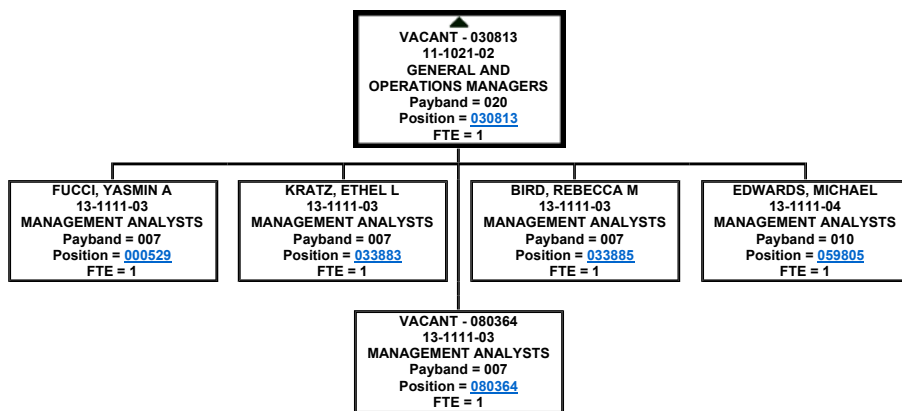 VACANT - 030813
11-1021-02
GENERAL AND
OPERATIONS MANAGERS
Payband = 020
Position = 030813
FTE = 1
FUCCI, YASMIN A
13-1111-03
MANAGEMENT ANALYSTS
Payband = 007
Position = 000529
FTE = 1
KRATZ, ETHEL L
13-1111-03
MANAGEMENT ANALYSTS
Payband = 007
Position = 033883
FTE = 1
BIRD, REBECCA M
13-1111-03
MANAGEMENT ANALYSTS
Payband = 007
Position = 033885
FTE = 1
EDWARDS, MICHAEL
13-1111-04
MANAGEMENT ANALYSTS
Payband = 010
Position = 059805
FTE = 1
VACANT - 080364
13-1111-03
MANAGEMENT ANALYSTS
Payband = 007
Position = 080364
FTE = 1